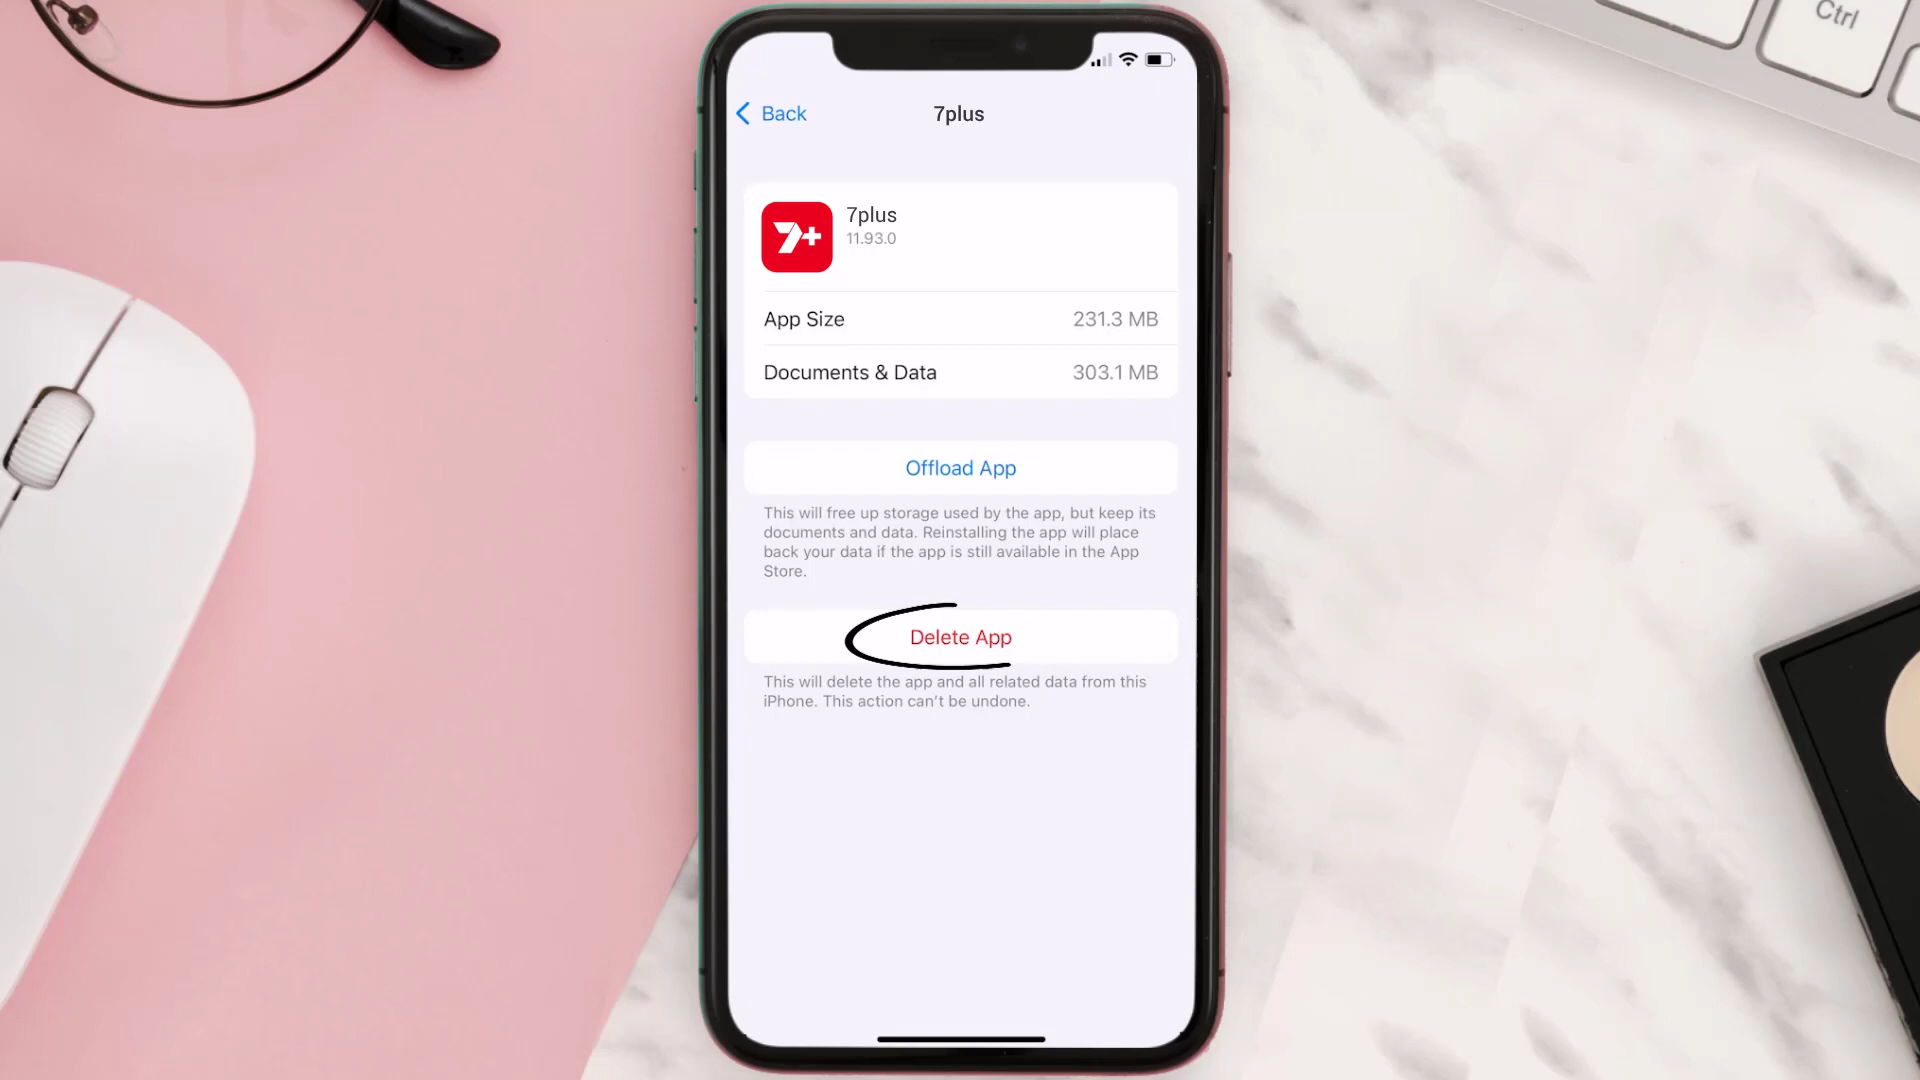 Ctrl
Back
7plus
7+
7plus
11.93.0
App Size 231.3 MB
Documents & Data 303.1 MB
Offload App
This will free up storage used by the app, but keep its
documents and data. Reinstalling the app will place
back your data if the app is still available in the App
Store.
Delete App
This will delete the app and all related data from this
iPhone. This action can't be undone.